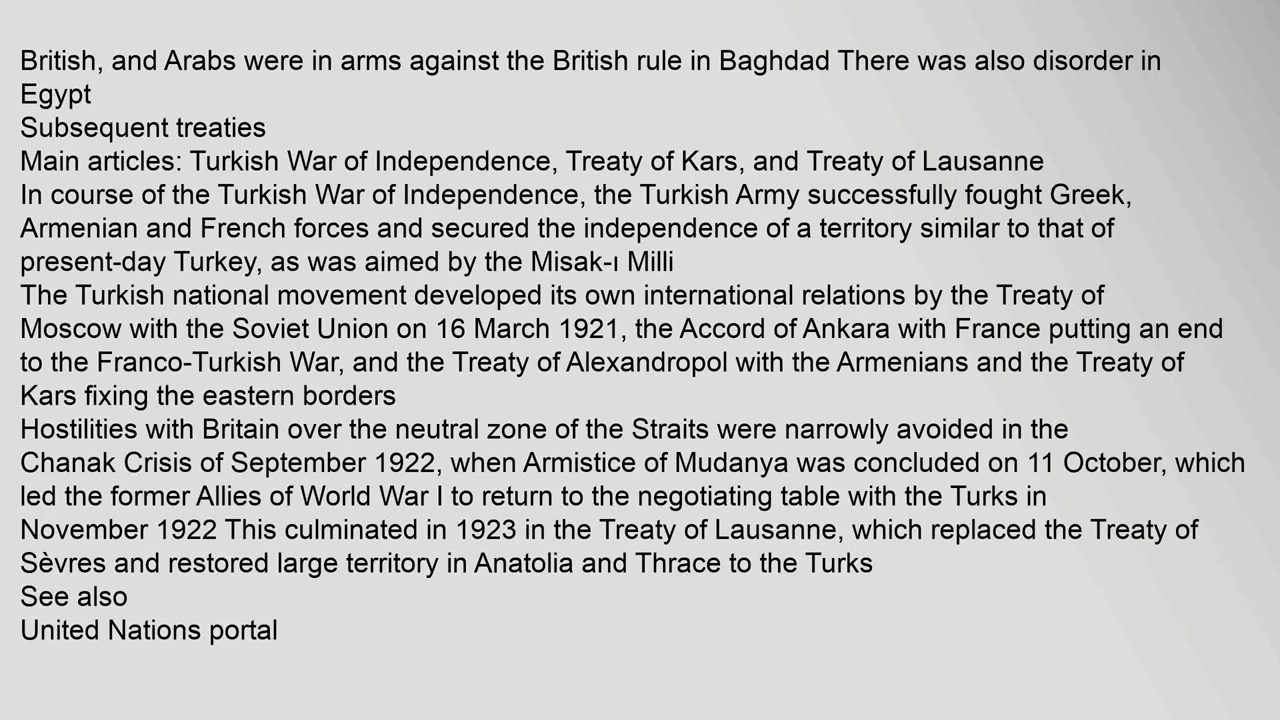 British, and Arabs were in arms against the British rule in Baghdad There was also disorder in
Egypt
Subsequent treaties
Main articles: Turkish War of Independence, Treaty of Kars, and Treaty of Lausanne
In course of the Turkish War of Independence, the Turkish Army successfully fought Greek,
Armenian and French forces and secured the independence of a territory similar to that of
present-day Turkey, as was aimed by the Misak-ı Milli
The Turkish national movement developed its own international relations by the Treaty of
Moscow with the Soviet Union on 16 March 1921, the Accord of Ankara with France putting an end
to the Franco-Turkish War, and the Treaty of Alexandropol with the Armenians and the Treaty of
Kars fixing the eastern borders
Hostilities with Britain over the neutral zone of the Straits were narrowly avoided in the
Chanak Crisis of September 1922, when Armistice of Mudanya was concluded on 11 October, which
led the former Allies of World War I to return to the negotiating table with the Turks in
November 1922 This culminated in 1923 in the Treaty of Lausanne, which replaced the Treaty of
Sèvres and restored large territory in Anatolia and Thrace to the Turks
See also
United Nations portal